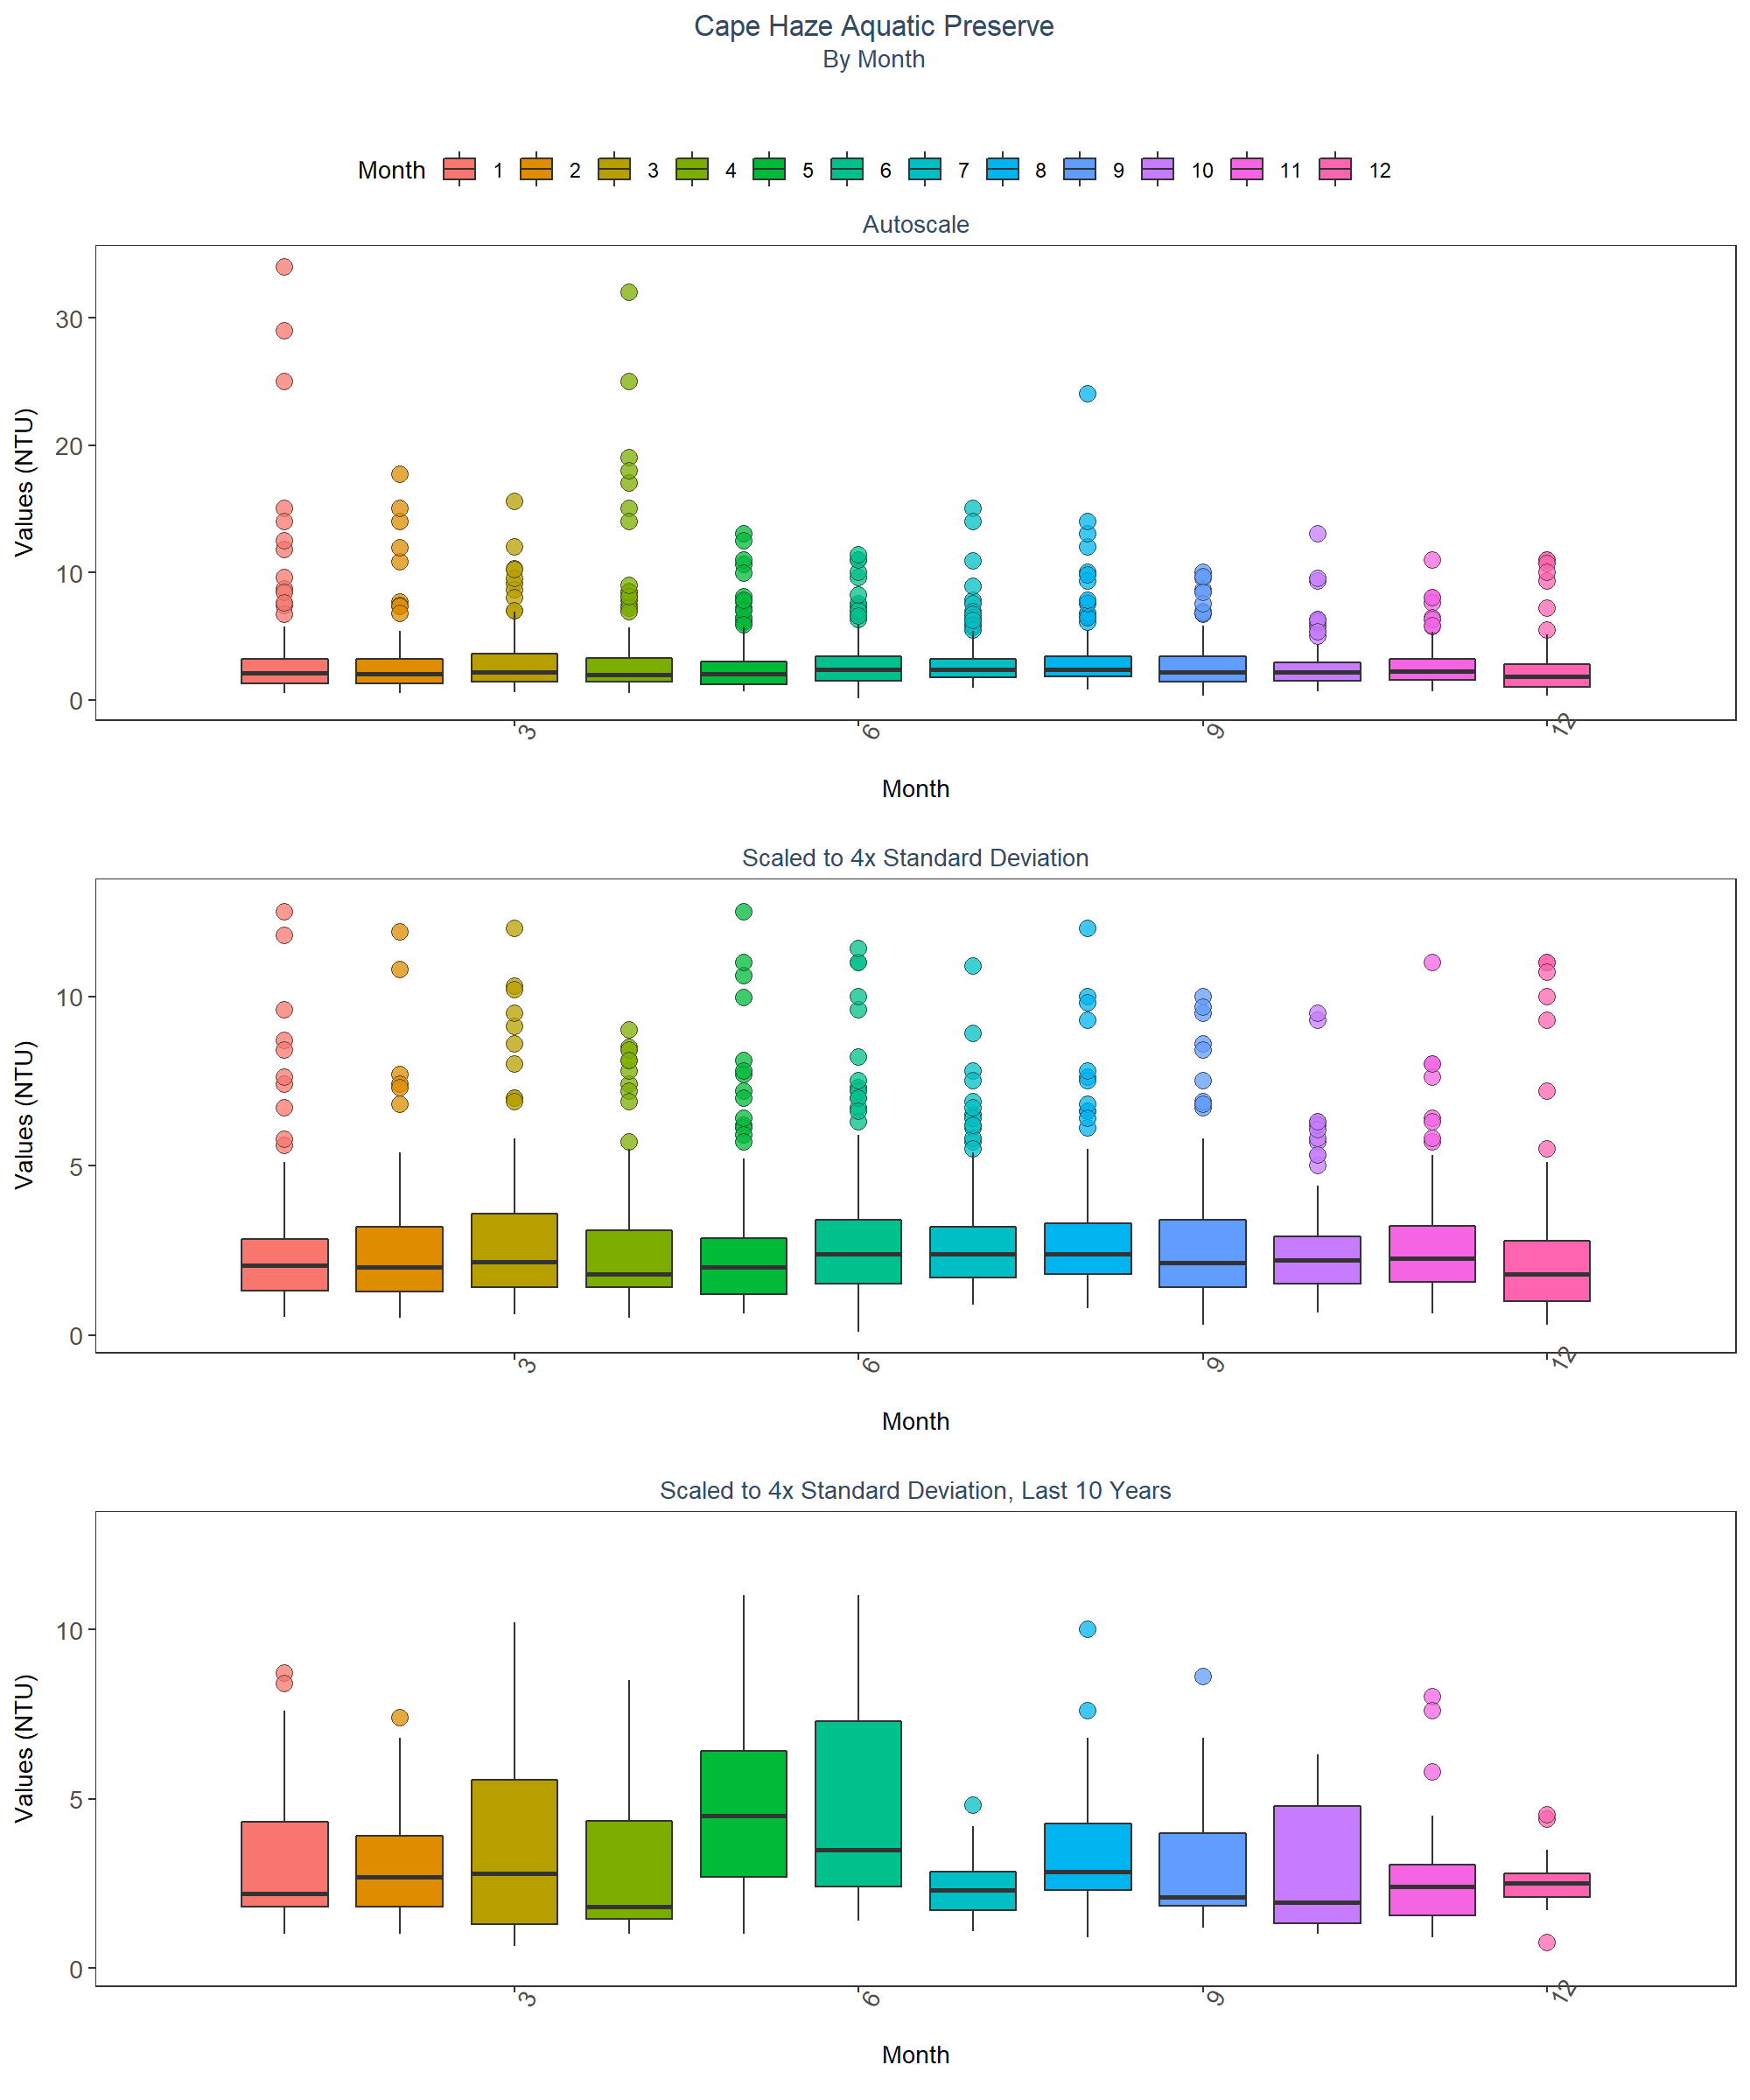 Cape Haze Aquatic Preserve
By Month
Month 1 2 3 4 5 6 7 8 9 10 11 12
Autoscale
Values (NTU)
30
20
10
0
3 6 9 12
Month
Scaled to 4x Standard Deviation
Values (NTU)
10
5
0
3 6 9 12
Month
Scaled to 4x Standard Deviation, Last 10 Years
Values (NTU)
10
5
0
3 6 9 12
Month